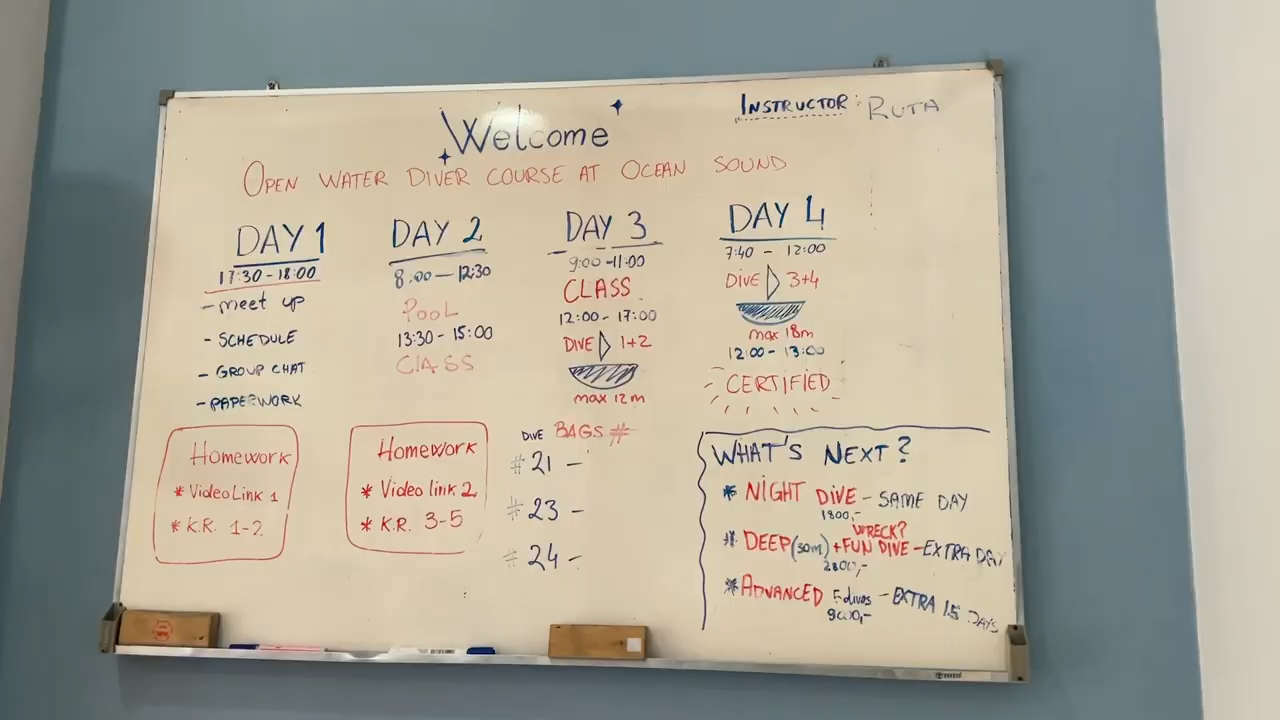 Welcome
INSTRUCTOR: RUTA
OPEN WATER DIVER COURSE AT OCEAN SOUND
DAY 1
17:30-18:00
- meet up
- SCHEDULE
- GROUP CHAT
- PAPERWORK
Homework
* Video Link 1
* K.R. 1-2
DAY 2
8:00-12:30
POOL
13:30-15:00
CLASS
Homework
* Video link 2
* K.R. 3-5
DAY 3
9:00-11:00
CLASS
12:00-17:00
DIVE 1+2
max 12m
DIVE BAGS #
#21 -
#23 -
#24 -
DAY 4
7:40 - 12:00
DIVE 3+4
max 18m
12:00-13:00
CERTIFIED
WHAT'S NEXT?
* NIGHT DIVE - SAME DAY
1800,-
WRECK?
* DEEP (30m) + FUN DIVE - EXTRA DAY
2800,-
* ADVANCED 5 dives - EXTRA 1.5 DAYS